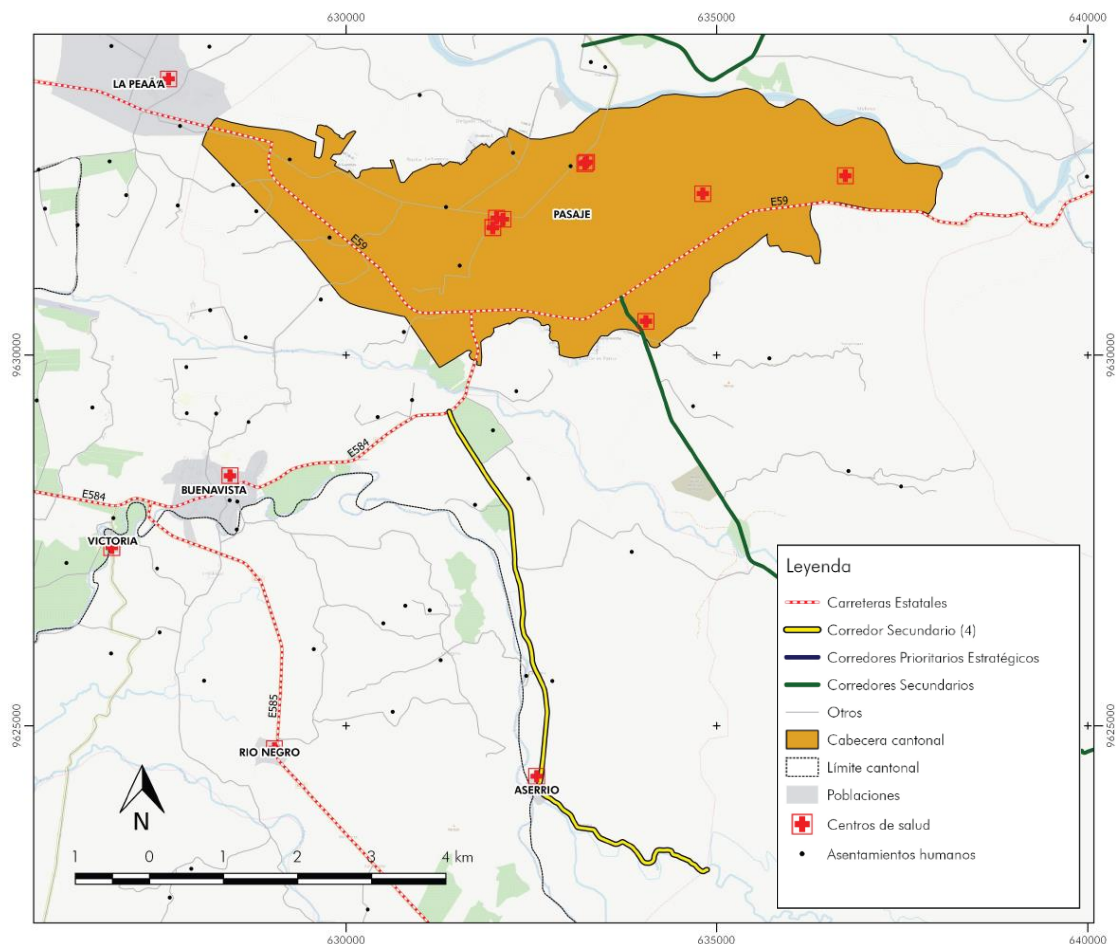 630000
635000
640000
LA PEAÃ'A
PASAJE
E59
E59
9630000
9630000
E584
BUENAVISTA
E584
VICTORIA
E585
RIO NEGRO
ASERRIO
9625000
9625000
N
1 0 1 2 3 4 km
Leyenda
Carreteras Estatales
Corredor Secundario (4)
Corredores Prioritarios Estratégicos
Corredores Secundarios
Otros
Cabecera cantonal
Límite cantonal
Poblaciones
Centros de salud
Asentamientos humanos
630000
635000
640000